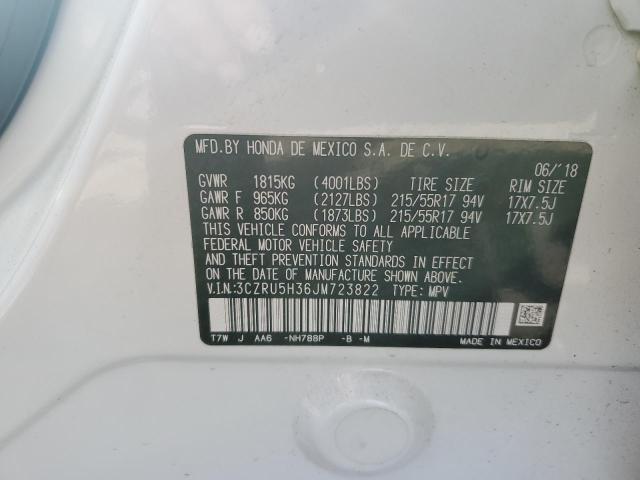 MFD.BY HONDA DE MEXICO S.A. DE C.V.
06/'18
GVWR 1815KG (4001LBS) TIRE SIZE RIM SIZE
GAWR F 965KG (2127LBS) 215/55R17 94V 17X7.5J
GAWR R 850KG (1873LBS) 215/55R17 94V 17X7.5J
THIS VEHICLE CONFORMS TO ALL APPLICABLE
FEDERAL MOTOR VEHICLE SAFETY
AND THEFT PREVENTION STANDARDS IN EFFECT ON
THE DATE OF MANUFACTURE SHOWN ABOVE.
V.I.N:3CZRU5H36JM723822 TYPE: MPV
T7W J AA6 -NH788P -B -M
MADE IN MEXICO